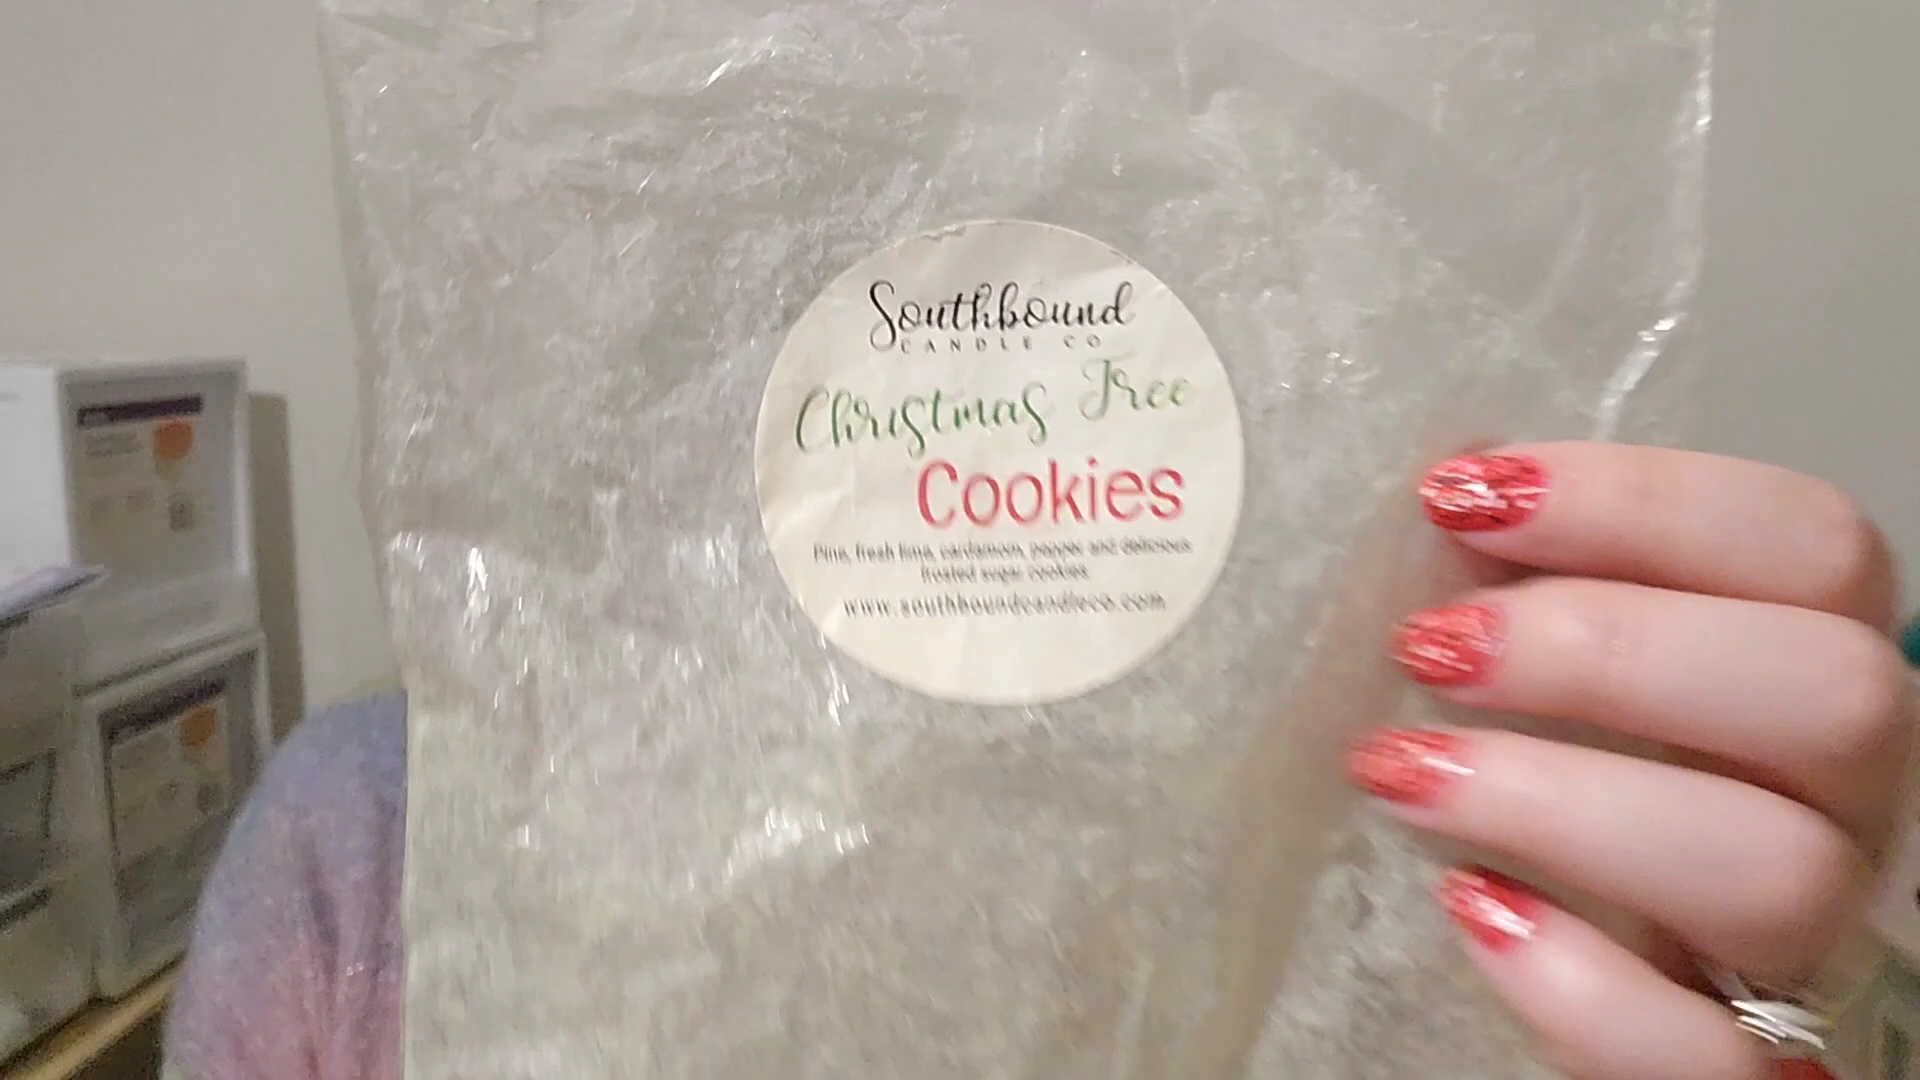 Southbound
CANDLE CO
Christmas Tree
Cookies
Pine, fresh lime, cardamom, pepper and delicious
frosted sugar cookies.
www.southboundcandleco.com